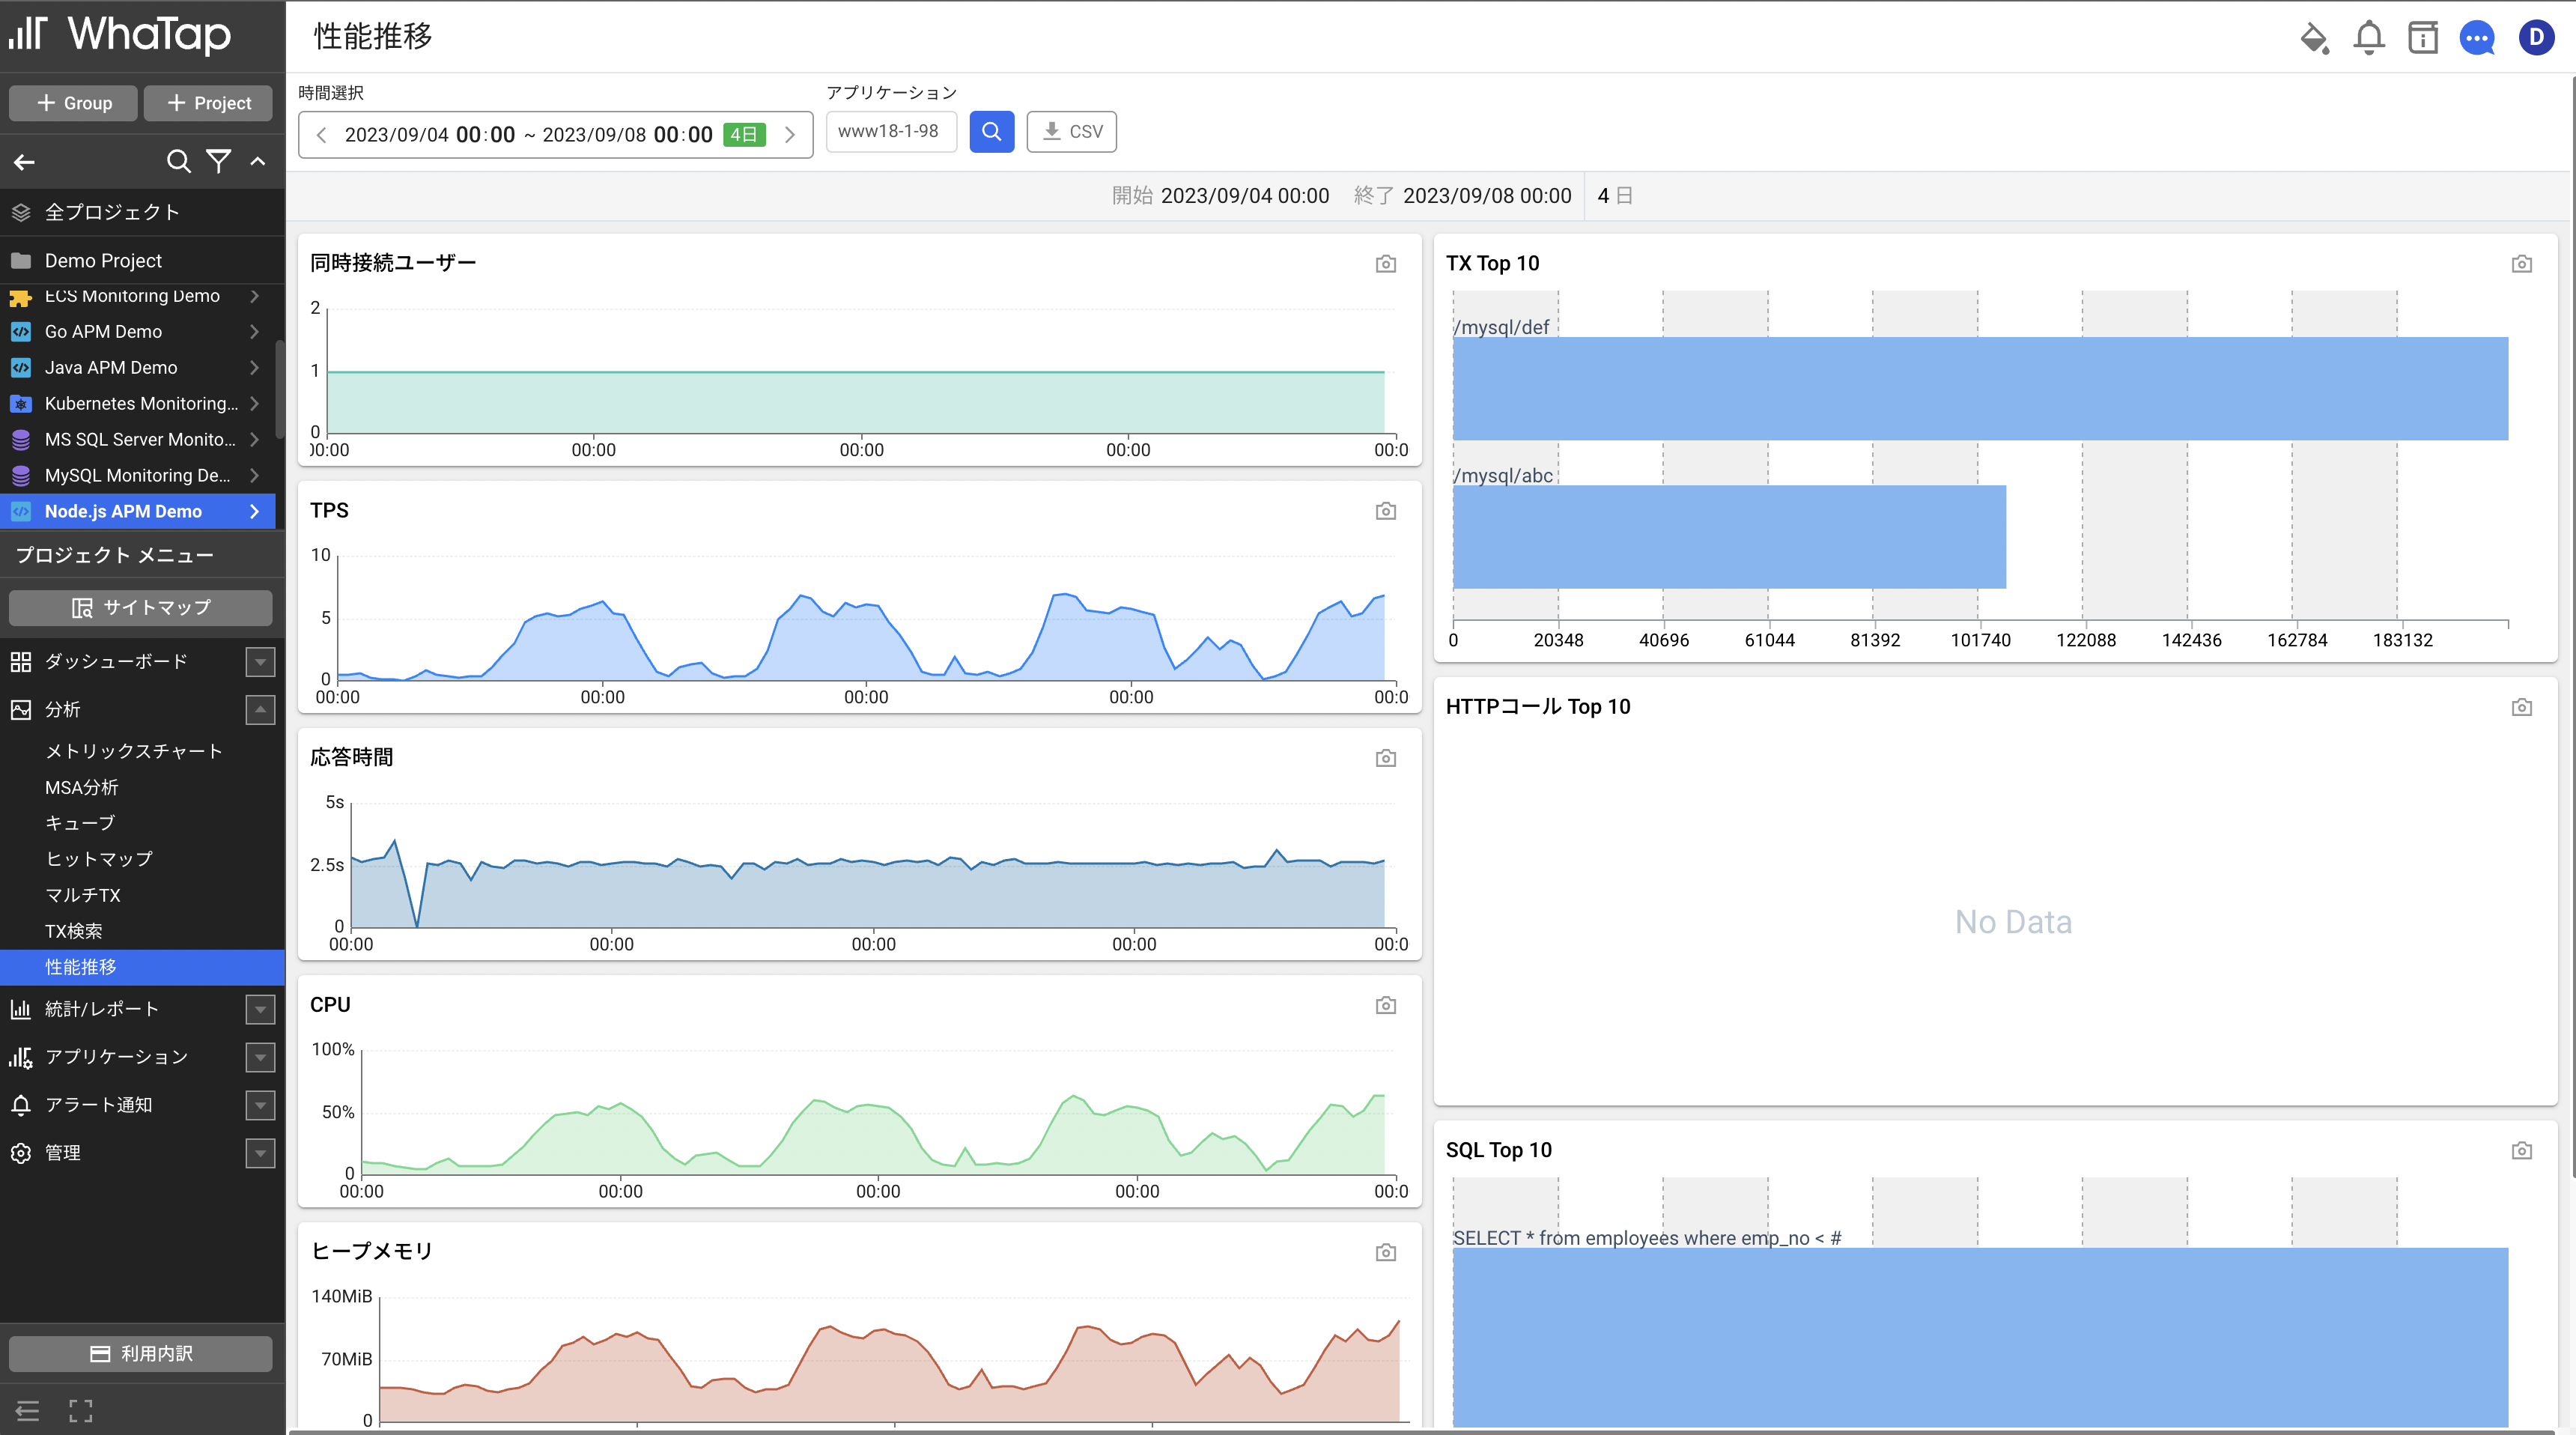 WhaTap
性能推移
D
Group
Project
全プロジェクト
Demo Project
ECS Monitoring Demo
Go APM Demo
Java APM Demo
Kubernetes Monitoring...
MS SQL Server Monito...
MySQL Monitoring De...
Node.js APM Demo
プロジェクト メニュー
サイトマップ
ダッシューボード
分析
メトリックスチャート
MSA分析
キューブ
ヒットマップ
マルチTX
TX検索
性能推移
統計/レポート
アプリケーション
アラート通知
管理
利用内訳
時間選択
アプリケーション
2023/09/04 00:00 ~ 2023/09/08 00:00 4日
www18-1-98
CSV
開始 2023/09/04 00:00 終了 2023/09/08 00:00 4 日
同時接続ユーザー
2
1
0
00:00 00:00 00:00 00:00 00:0
TPS
10
5
0
00:00 00:00 00:00 00:00 00:0
応答時間
5s
2.5s
0
00:00 00:00 00:00 00:00 00:0
CPU
100%
50%
0
00:00 00:00 00:00 00:00 00:0
ヒープメモリ
140MiB
70MiB
0
TX Top 10
/mysql/def
/mysql/abc
0 20348 40696 61044 81392 101740 122088 142436 162784 183132
HTTPコール Top 10
No Data
SQL Top 10
SELECT * from employees where emp_no < #